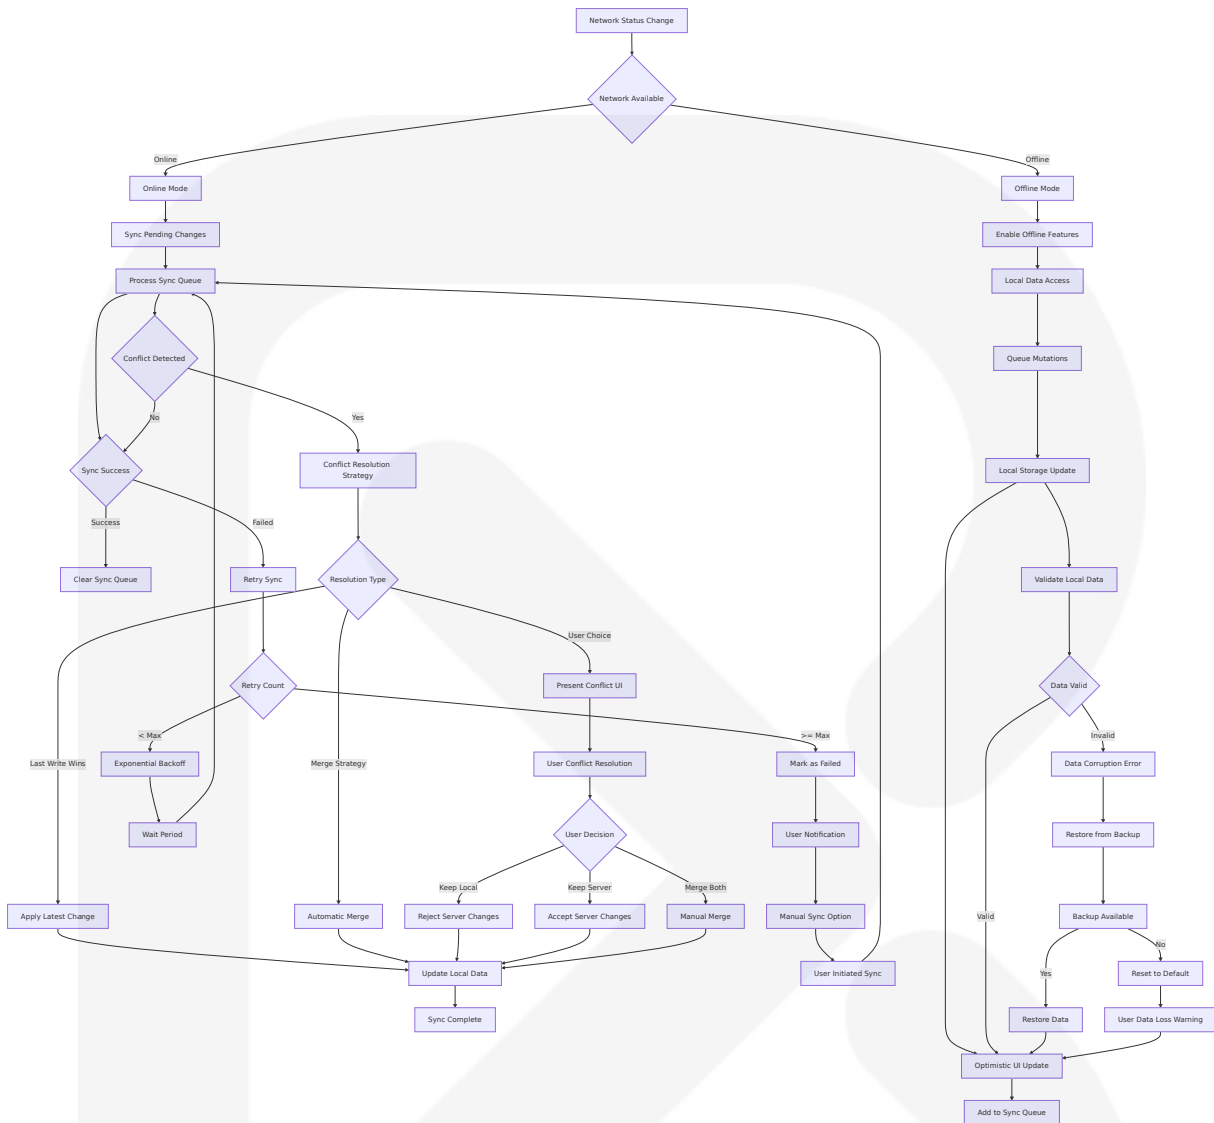 Network Status Change
Network Available
Online
Offline
Online Mode
Offline Mode
Sync Pending Changes
Enable Offline Features
Process Sync Queue
Local Data Access
Conflict Detected
Queue Mutations
No
Yes
Sync Success
Conflict Resolution
Strategy
Local Storage Update
Success
Failed
Clear Sync Queue
Retry Sync
Resolution Type
Validate Local Data
User Choice
Retry Count
Present Conflict UI
Data Valid
< Max
>= Max
Invalid
Last Write Wins
Exponential Backoff
Merge Strategy
User Conflict Resolution
Mark as Failed
Data Corruption Error
Wait Period
User Decision
User Notification
Restore from Backup
Keep Local
Keep Server
Merge Both
Apply Latest Change
Automatic Merge
Reject Server Changes
Accept Server Changes
Manual Merge
Manual Sync Option
Valid
Backup Available
No
Update Local Data
User Initiated Sync
Yes
Reset to Default
Sync Complete
Restore Data
User Data Loss Warning
Optimistic UI Update
Add to Sync Queue